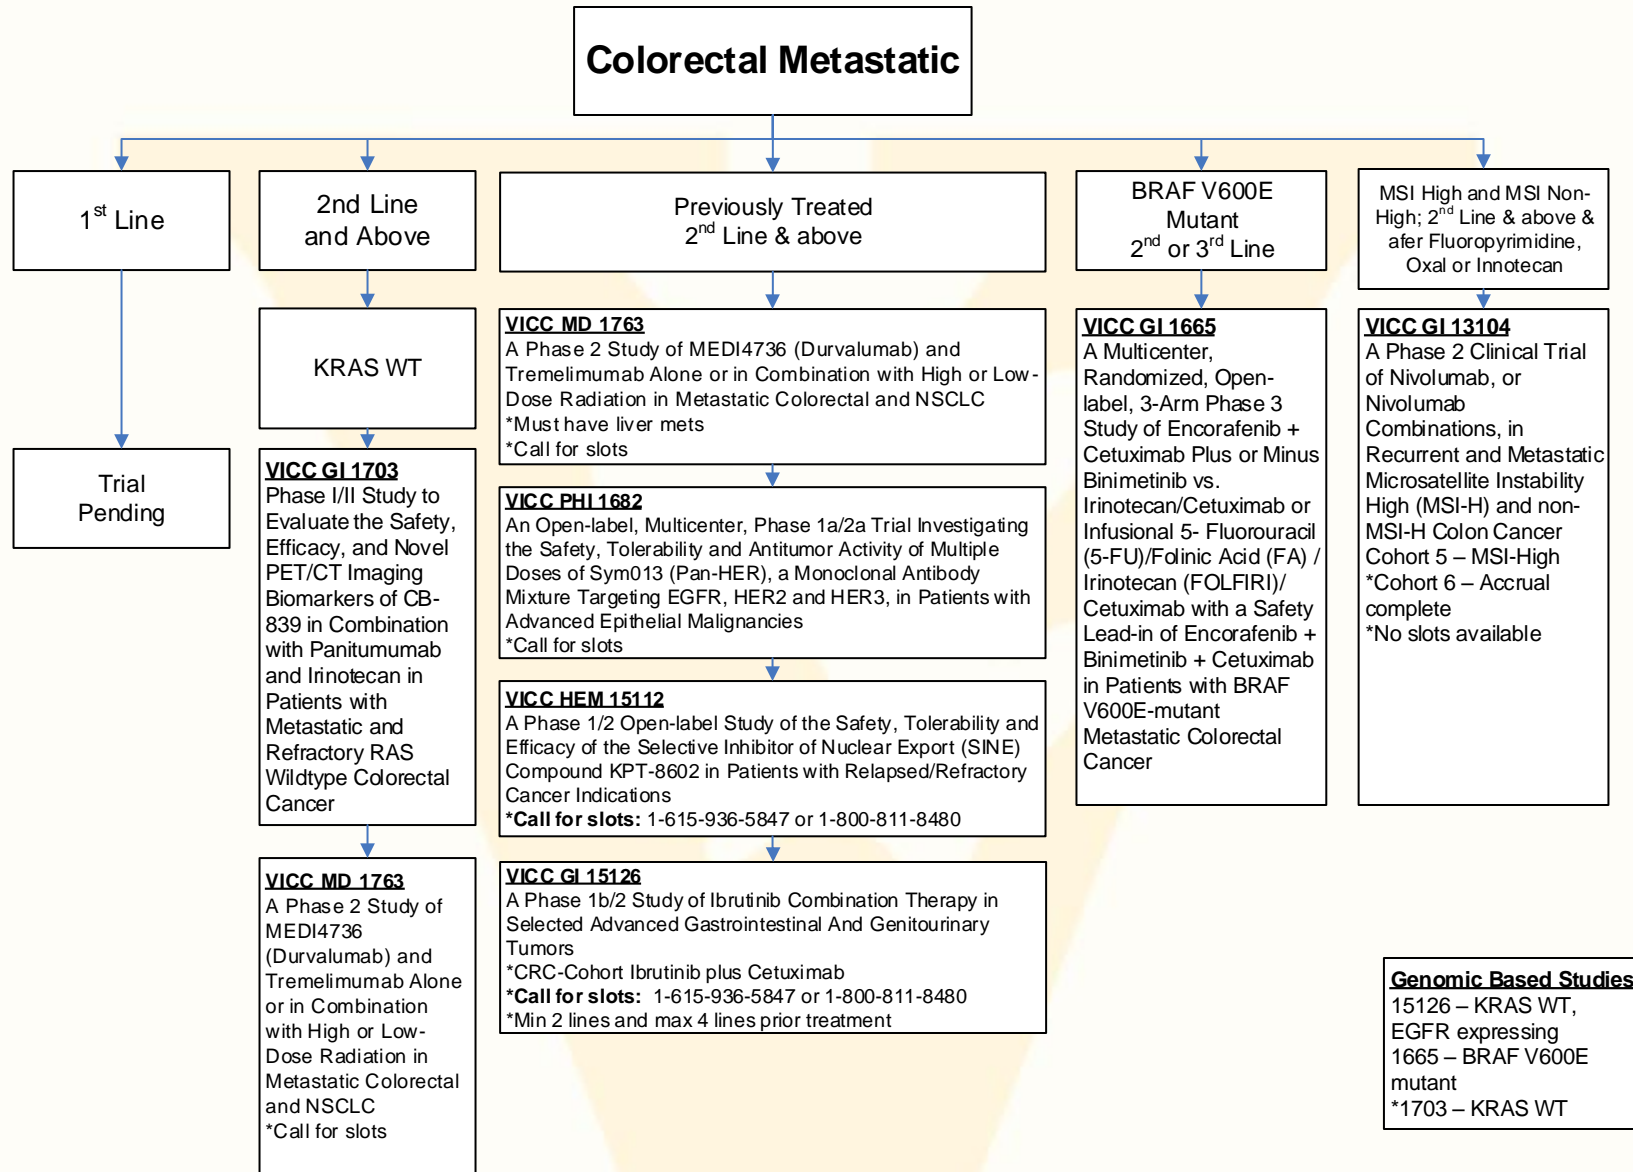 Colorectal Metastatic
1st Line
Trial
Pending
2nd Line
and Above
KRAS WT
VICC GI 1703
Phase I/II Study to
Evaluate the Safety,
Efficacy, and Novel
PET/CT Imaging
Biomarkers of CB-
839 in Combination
with Panitumumab
and Irinotecan in
Patients with
Metastatic and
Refractory RAS
Wildtype Colorectal
Cancer
VICC MD 1763
A Phase 2 Study of
MEDI4736
(Durvalumab) and
Tremelimumab Alone
or in Combination
with High or Low-
Dose Radiation in
Metastatic Colorectal
and NSCLC
*Call for slots
Previously Treated
2nd Line & above
VICC MD 1763
A Phase 2 Study of MEDI4736 (Durvalumab) and
Tremelimumab Alone or in Combination with High or Low-
Dose Radiation in Metastatic Colorectal and NSCLC
*Must have liver mets
*Call for slots
VICC PHI 1682
An Open-label, Multicenter, Phase 1a/2a Trial Investigating
the Safety, Tolerability and Antitumor Activity of Multiple
Doses of Sym013 (Pan-HER), a Monoclonal Antibody
Mixture Targeting EGFR, HER2 and HER3, in Patients with
Advanced Epithelial Malignancies
*Call for slots
VICC HEM 15112
A Phase 1/2 Open-label Study of the Safety, Tolerability and
Efficacy of the Selective Inhibitor of Nuclear Export (SINE)
Compound KPT-8602 in Patients with Relapsed/Refractory
Cancer Indications
*Call for slots: 1-615-936-5847 or 1-800-811-8480
VICC GI 15126
A Phase 1b/2 Study of Ibrutinib Combination Therapy in
Selected Advanced Gastrointestinal And Genitourinary
Tumors
*CRC-Cohort Ibrutinib plus Cetuximab
*Call for slots: 1-615-936-5847 or 1-800-811-8480
*Min 2 lines and max 4 lines prior treatment
BRAF V600E
Mutant
2nd or 3rd Line
VICC GI 1665
A Multicenter,
Randomized, Open-
label, 3-Arm Phase 3
Study of Encorafenib +
Cetuximab Plus or Minus
Binimetinib vs.
Irinotecan/Cetuximab or
Infusional 5- Fluorouracil
(5-FU)/Folinic Acid (FA) /
Irinotecan (FOLFIRI)/
Cetuximab with a Safety
Lead-in of Encorafenib +
Binimetinib + Cetuximab
in Patients with BRAF
V600E-mutant
Metastatic Colorectal
Cancer
MSI High and MSI Non-
High; 2nd Line & above &
afer Fluoropyrimidine,
Oxal or Innotecan
VICC GI 13104
A Phase 2 Clinical Trial
of Nivolumab, or
Nivolumab
Combinations, in
Recurrent and Metastatic
Microsatellite Instability
High (MSI-H) and non-
MSI-H Colon Cancer
Cohort 5 – MSI-High
*Cohort 6 – Accrual
complete
*No slots available
Genomic Based Studies
15126 – KRAS WT,
EGFR expressing
1665 – BRAF V600E
mutant
*1703 – KRAS WT